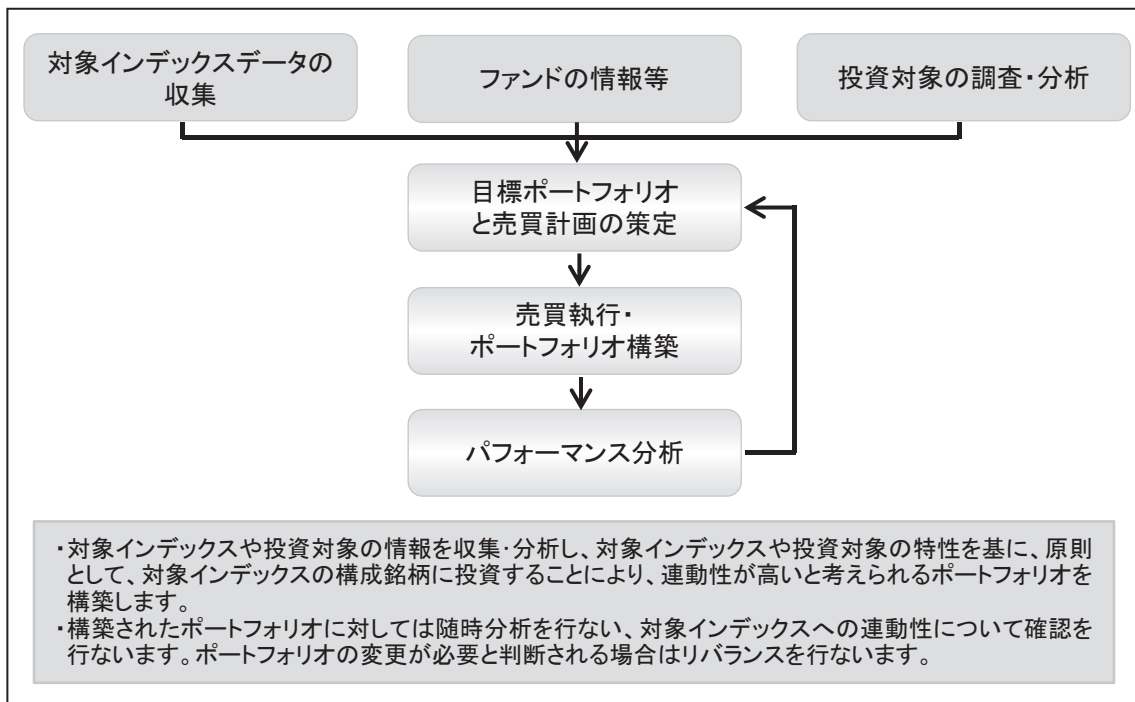 対象インデックスデータの
収集
ファンドの情報等
投資対象の調査・分析
目標ポートフォリオ
と売買計画の策定
売買執行・
ポートフォリオ構築
パフォーマンス分析
・対象インデックスや投資対象の情報を収集・分析し、対象インデックスや投資対象の特性を基に、原則
として、対象インデックスの構成銘柄に投資することにより、連動性が高いと考えられるポートフォリオを
構築します。
・構築されたポートフォリオに対しては随時分析を行ない、対象インデックスへの連動性について確認を
行ないます。ポートフォリオの変更が必要と判断される場合はリバランスを行ないます。